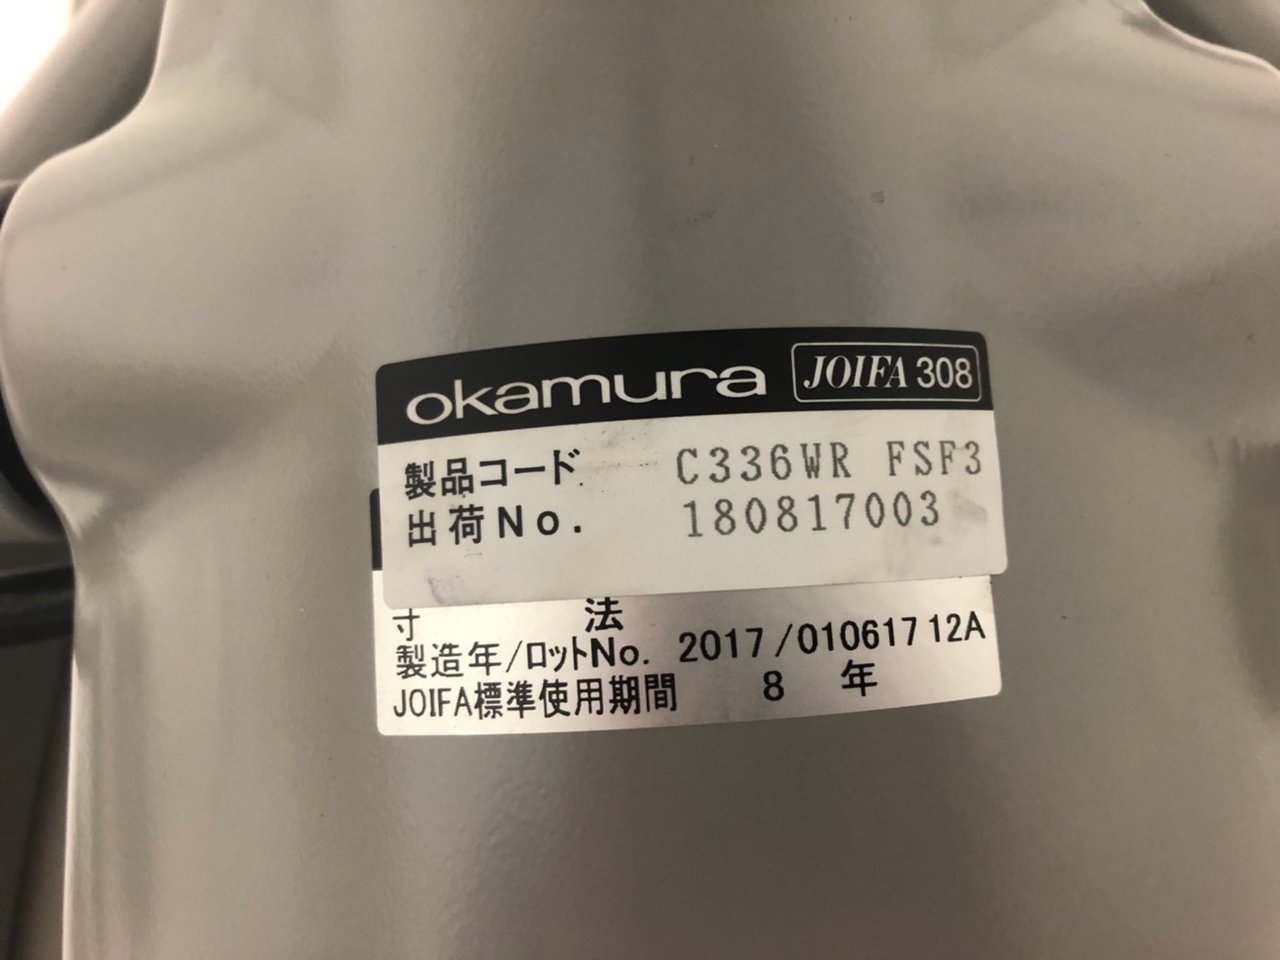 okamura JOIFA 308
製品コード C336WR FSF3
出荷No. 180817003
寸 法
製造年/ロットNo. 2017/01061712A
JOIFA標準使用期間 8 年